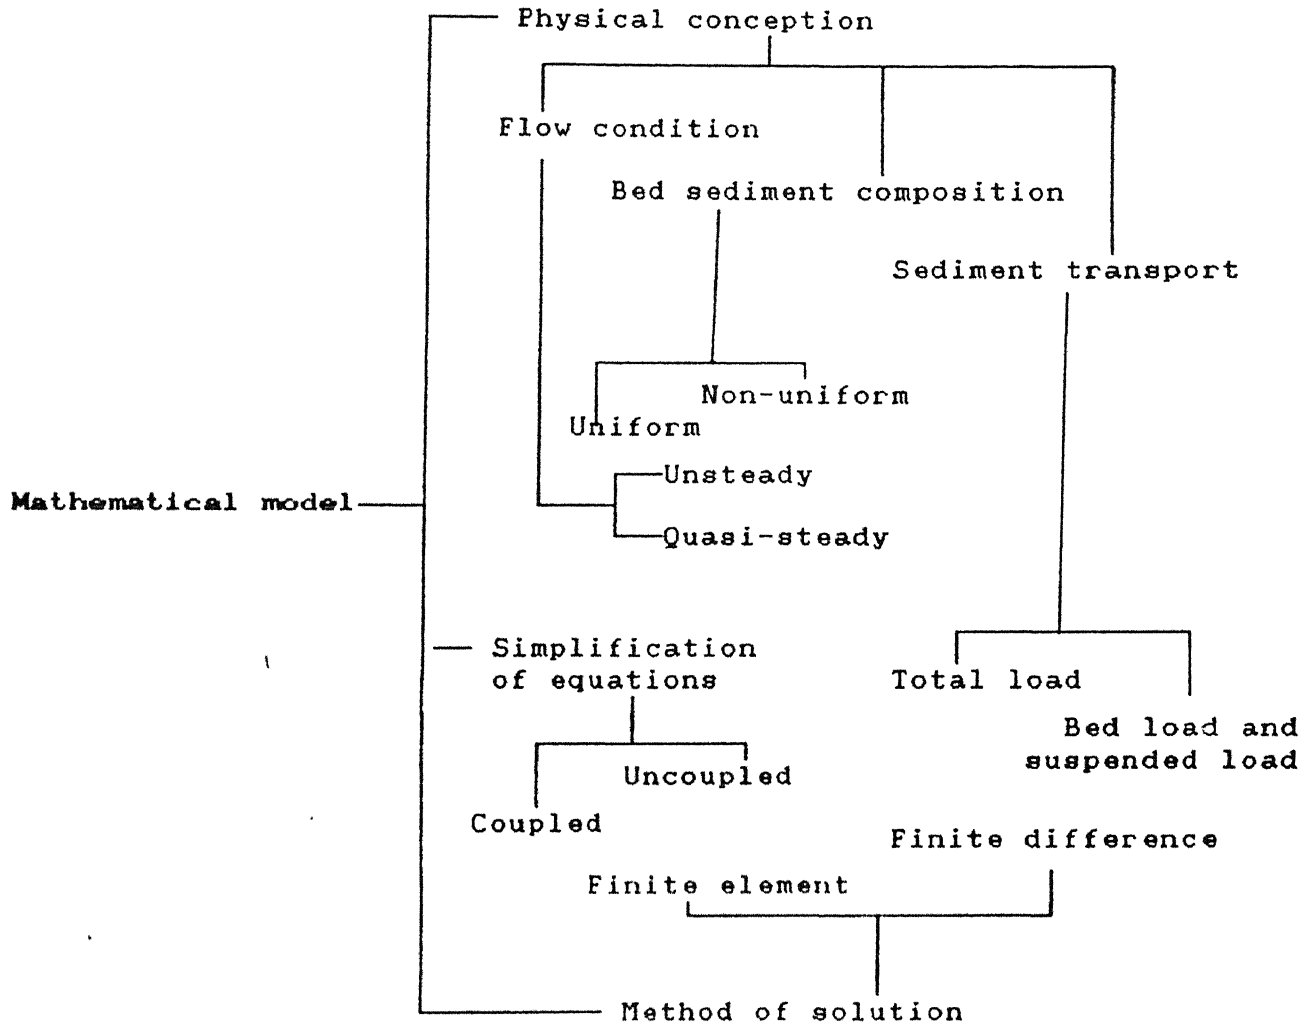 Physical conception
Flow condition
Bed sediment composition
Sediment transport
Non-uniform
Uniform
Unsteady
Mathematical model
Quasi-steady
Simplification
of equations
Total load
Bed load and
suspended load
Uncoupled
Coupled
Finite difference
Finite element
Method of solution